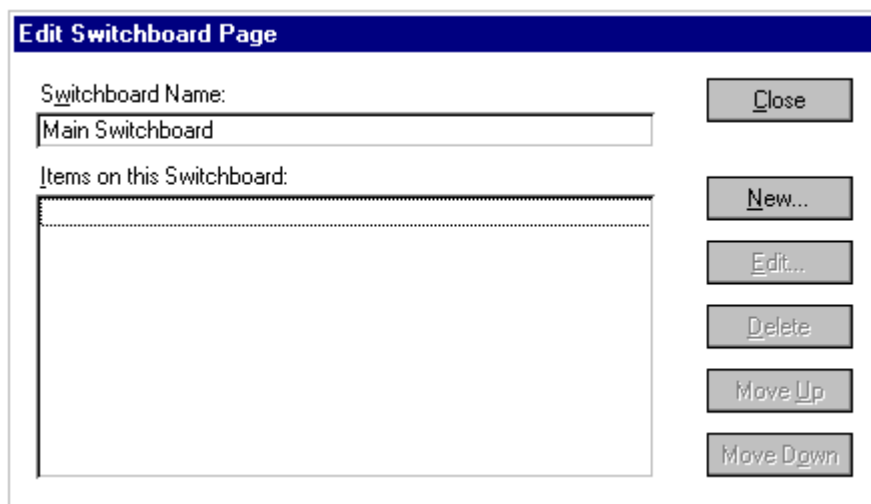 Edit Switchboard Page
Switchboard Name:
Close
Main Switchboard
Items on this Switchboard:
New...
Edit...
Delete
Move Up
Move Down